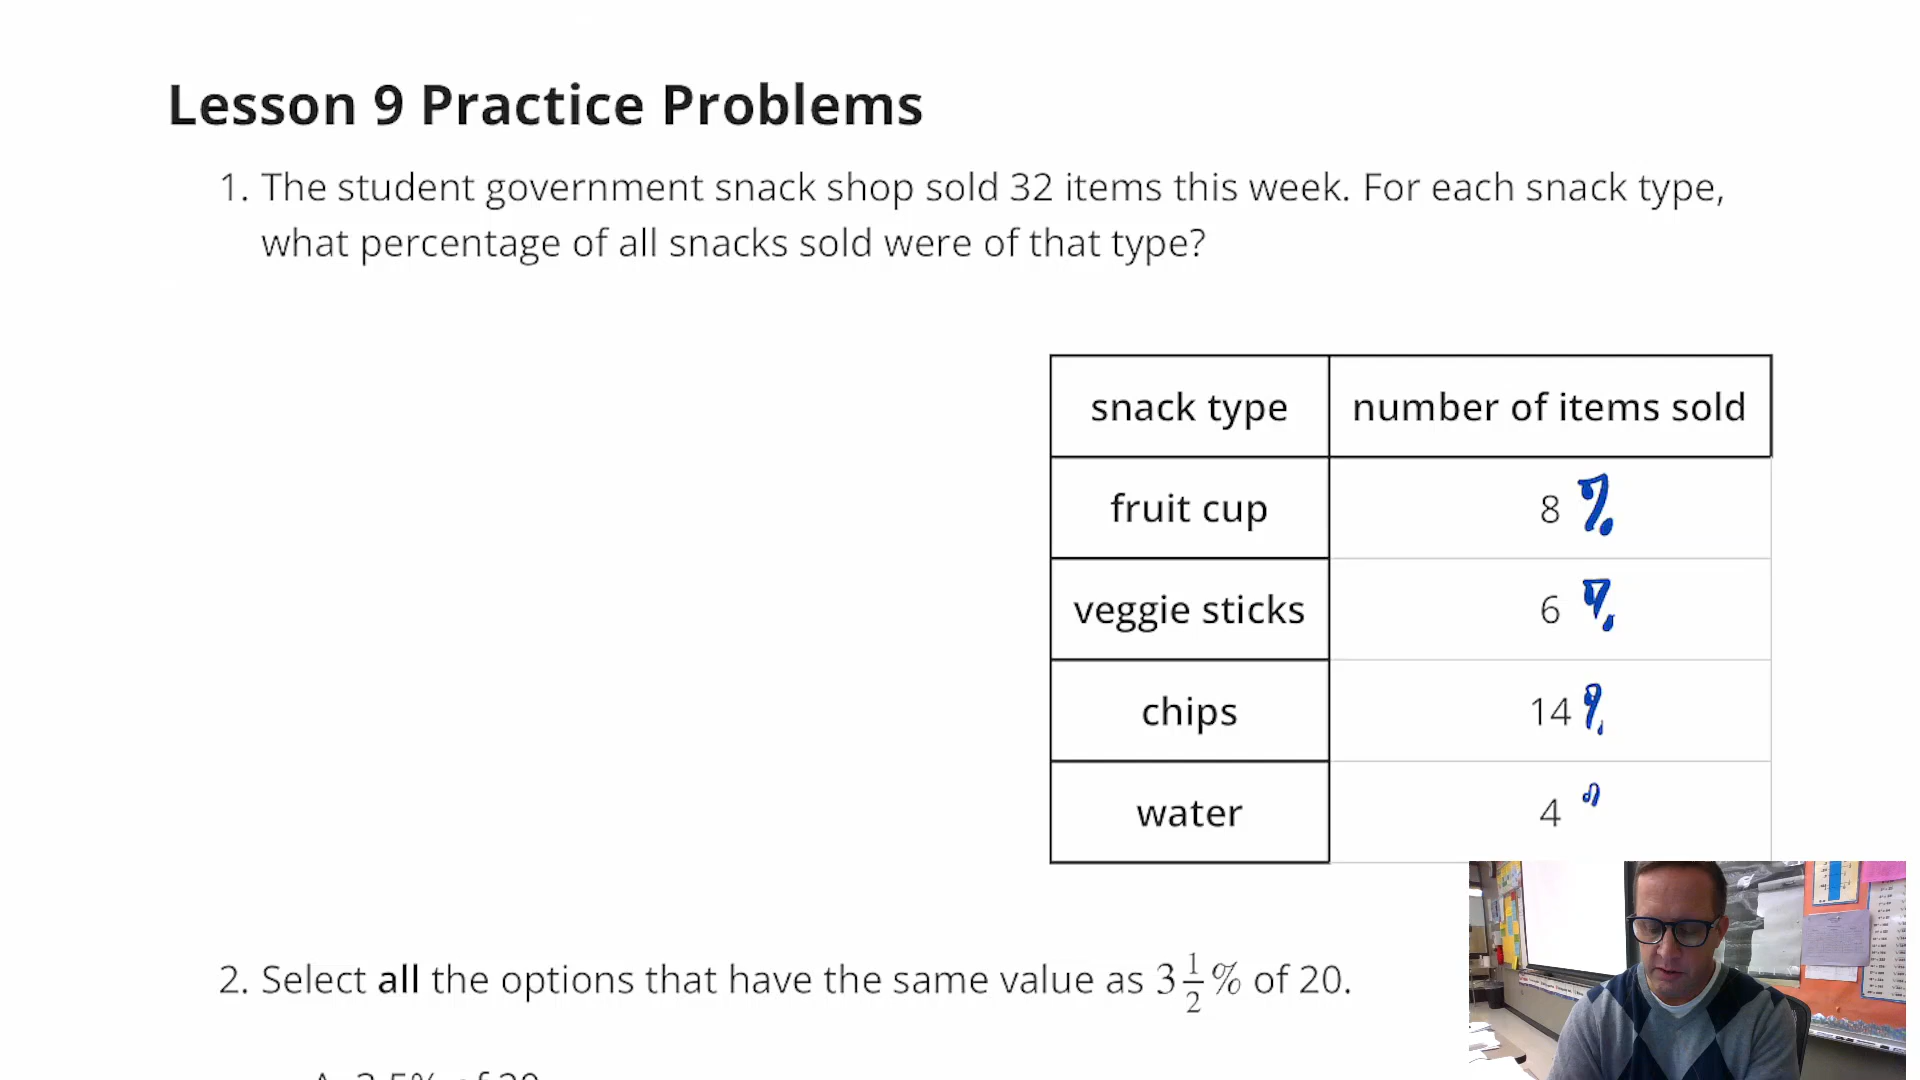 Lesson 9 Practice Problems
1. The student government snack shop sold 32 items this week. For each snack type,
what percentage of all snacks sold were of that type?
snack type number of items sold
fruit cup 8 %
veggie sticks 6 %
chips 14 %
water 4
2. Select all the options that have the same value as 3 1/2 % of 20.